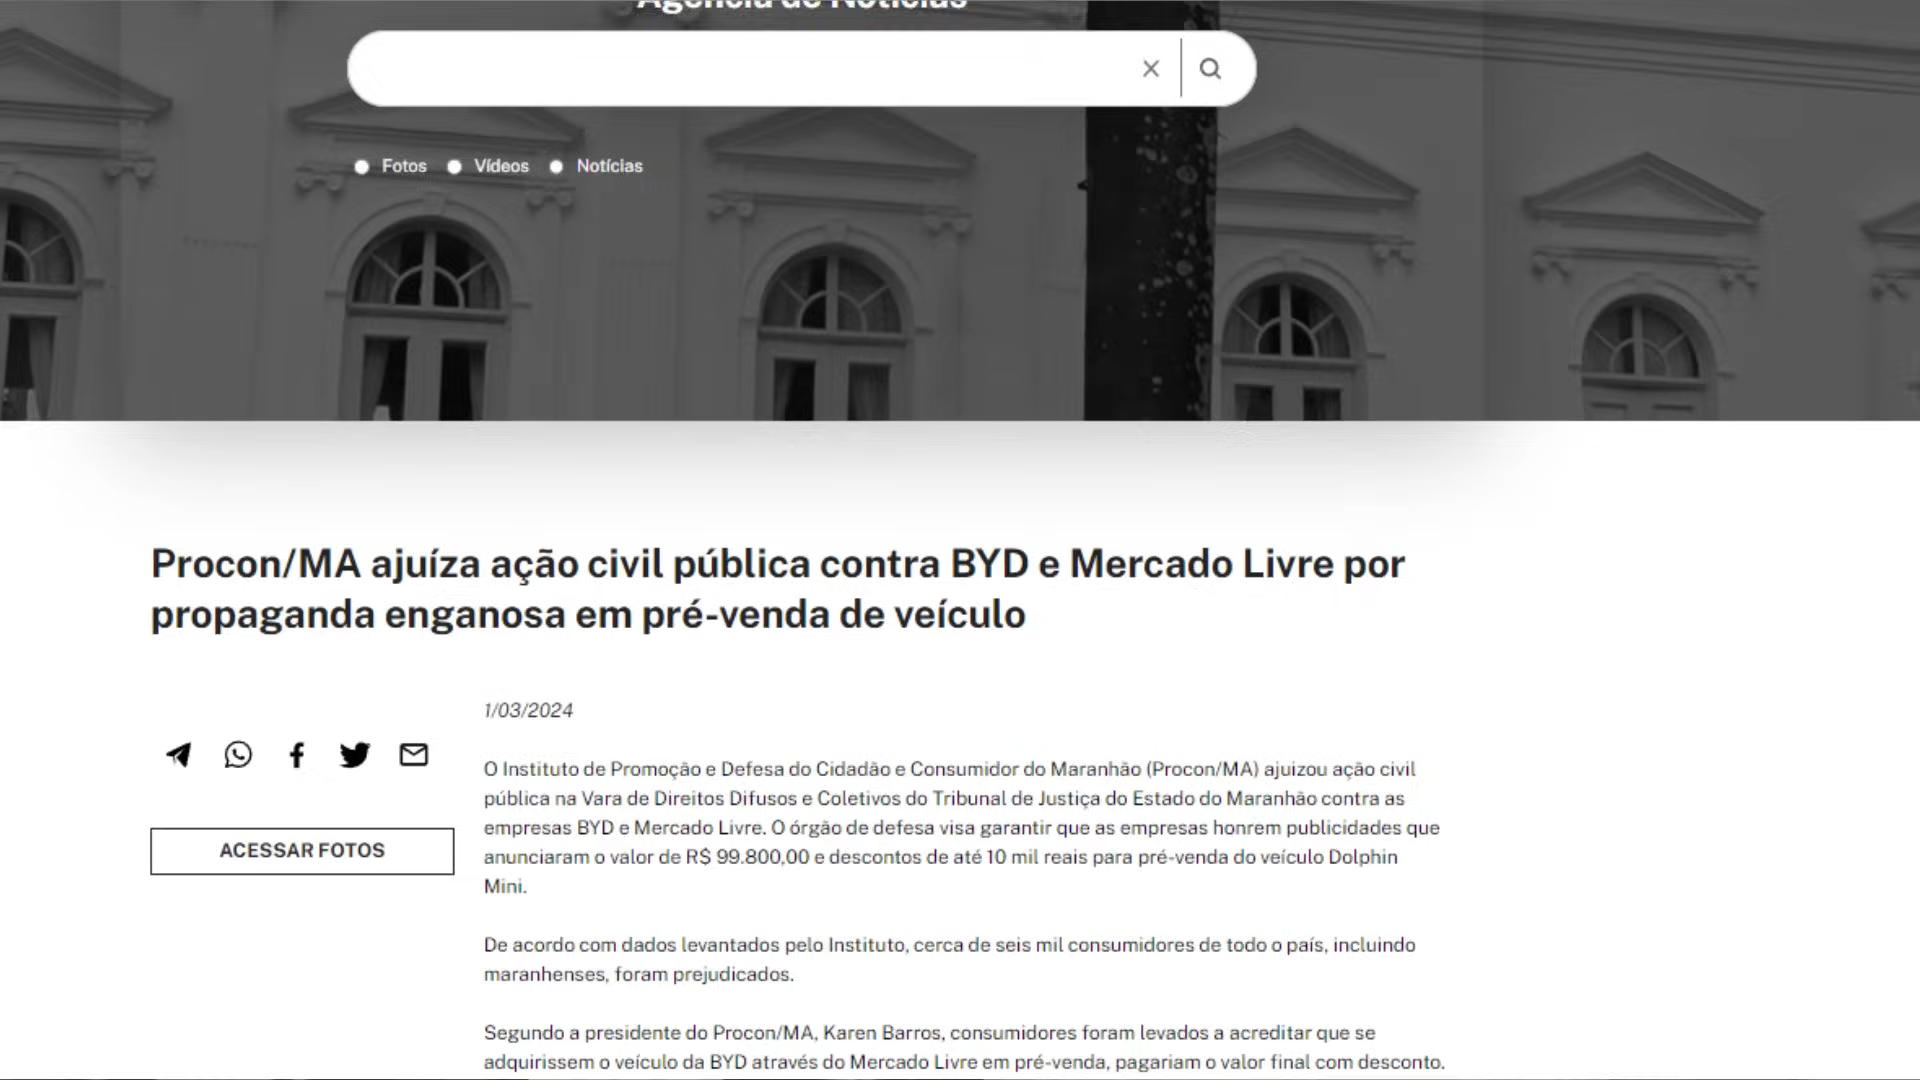 Agência de Notícias
Fotos Vídeos Notícias
Procon/MA ajuíza ação civil pública contra BYD e Mercado Livre por
propaganda enganosa em pré-venda de veículo
1/03/2024
O Instituto de Promoção e Defesa do Cidadão e Consumidor do Maranhão (Procon/MA) ajuizou ação civil
pública na Vara de Direitos Difusos e Coletivos do Tribunal de Justiça do Estado do Maranhão contra as
empresas BYD e Mercado Livre. O órgão de defesa visa garantir que as empresas honrem publicidades que
anunciaram o valor de R$ 99.800,00 e descontos de até 10 mil reais para pré-venda do veículo Dolphin
Mini.
ACESSAR FOTOS
De acordo com dados levantados pelo Instituto, cerca de seis mil consumidores de todo o país, incluindo
maranhenses, foram prejudicados.
Segundo a presidente do Procon/MA, Karen Barros, consumidores foram levados a acreditar que se
adquirissem o veículo da BYD através do Mercado Livre em pré-venda, pagariam o valor final com desconto.